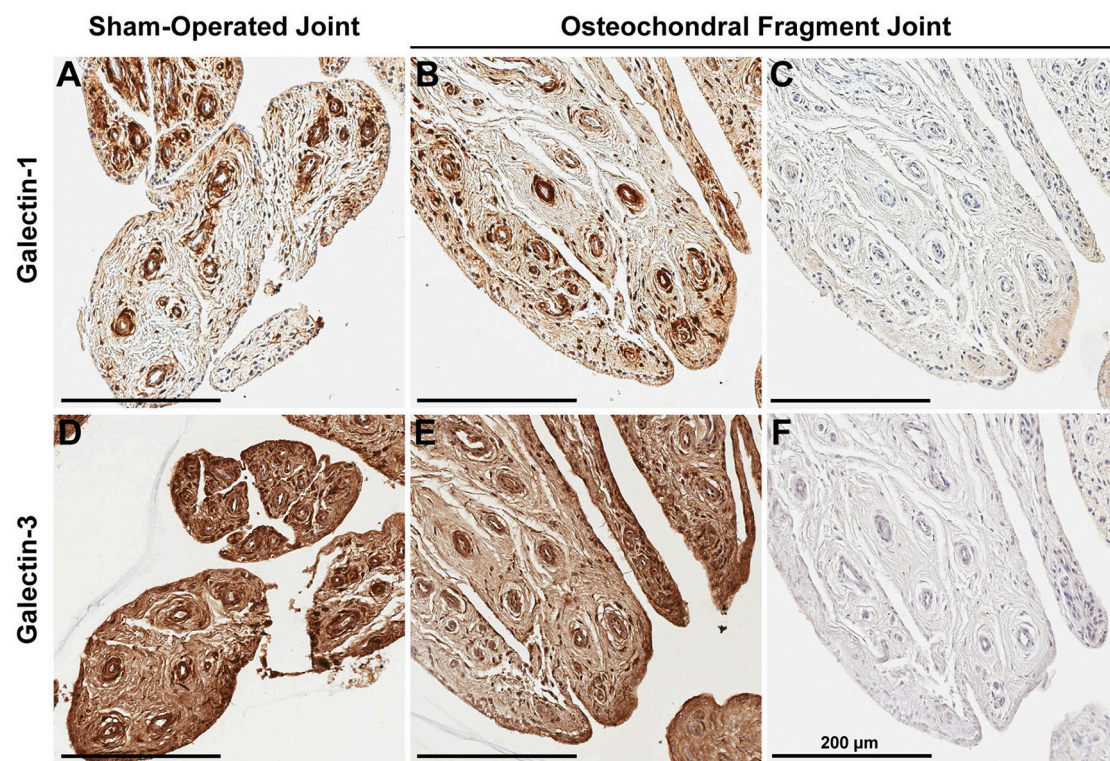 Sham-Operated Joint
Osteochondral Fragment Joint
Galectin-1
A
B
C
Galectin-3
D
E
F
200 µm